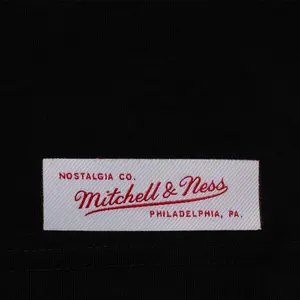 NOSTALGIA CO.
Mitchell & Ness
PHILADELPHIA, PA.